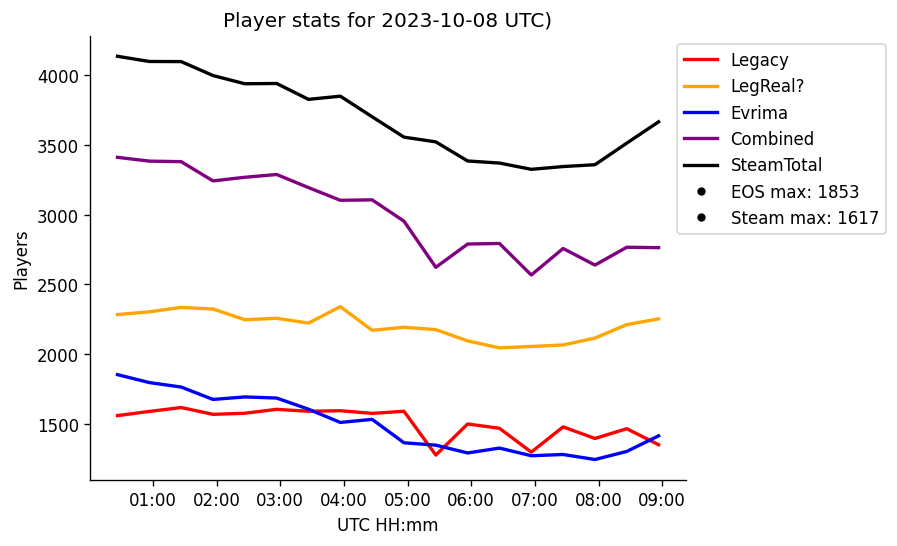 Player stats for 2023-10-08 UTC)
Legacy
LegReal?
Evrima
Combined
SteamTotal
EOS max: 1853
Steam max: 1617
4000
3500
3000
2500
2000
1500
Players
01:00 02:00 03:00 04:00 05:00 06:00 07:00 08:00 09:00
UTC HH:mm